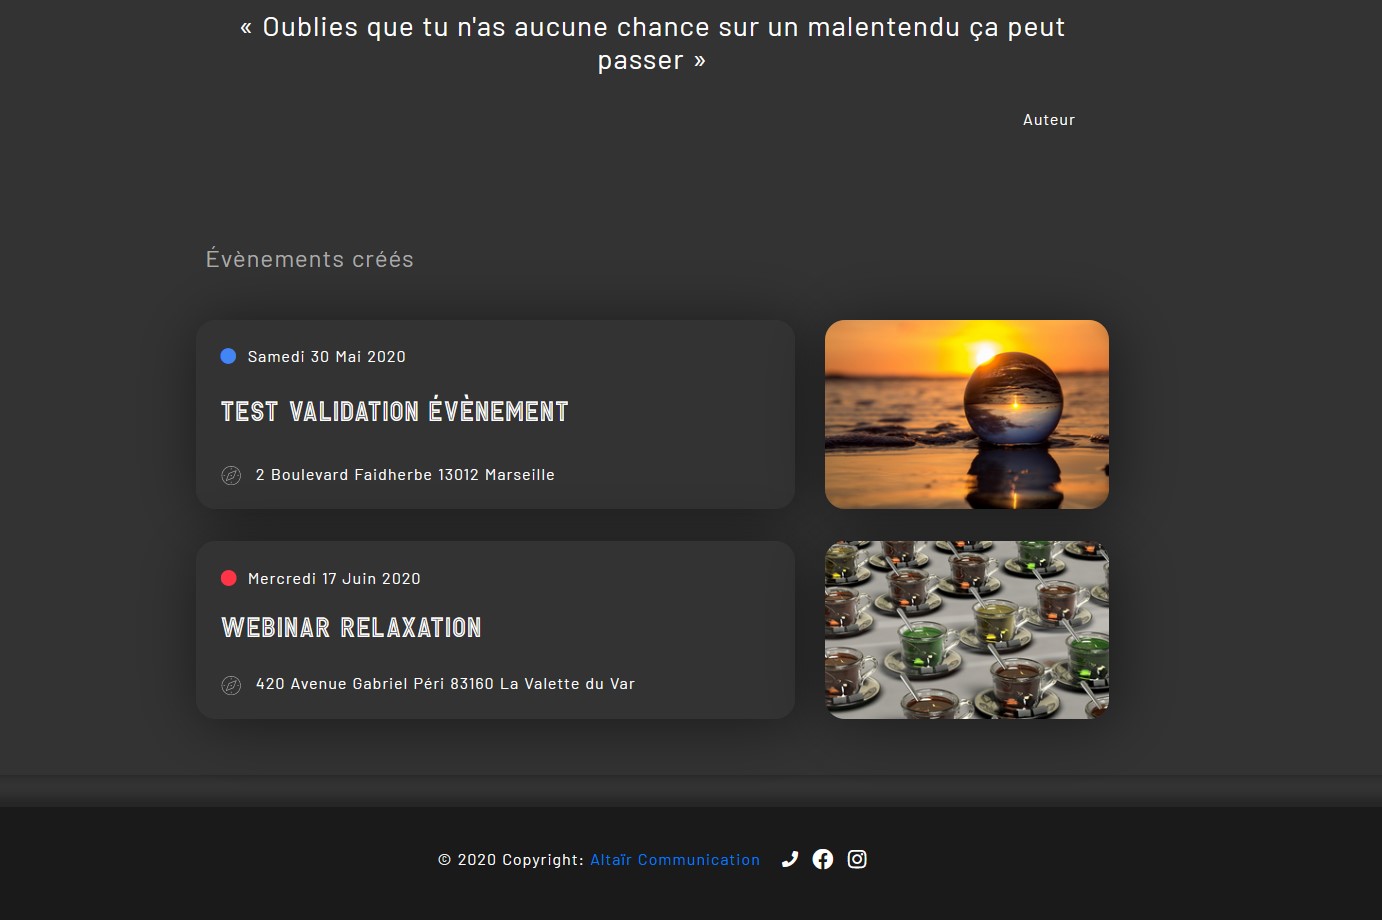 « Oublies que tu n'as aucune chance sur un malentendu ça peut
passer »
Auteur
Évènements créés
Samedi 30 Mai 2020
TEST VALIDATION ÉVÈNEMENT
2 Boulevard Faidherbe 13012 Marseille
Mercredi 17 Juin 2020
WEBINAR RELAXATION
420 Avenue Gabriel Péri 83160 La Valette du Var
© 2020 Copyright: Altaïr Communication